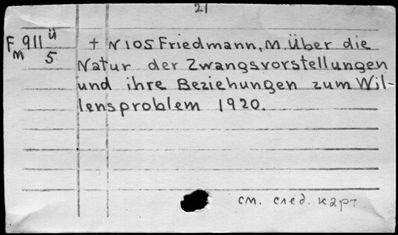 21
F 911 ü + N 105 Friedmann, M. Über die
m 5 Natur der Zwangsvorstellungen
und ihre Beziehungen zum Wil-
lensproblem 1920.
см. след. карт